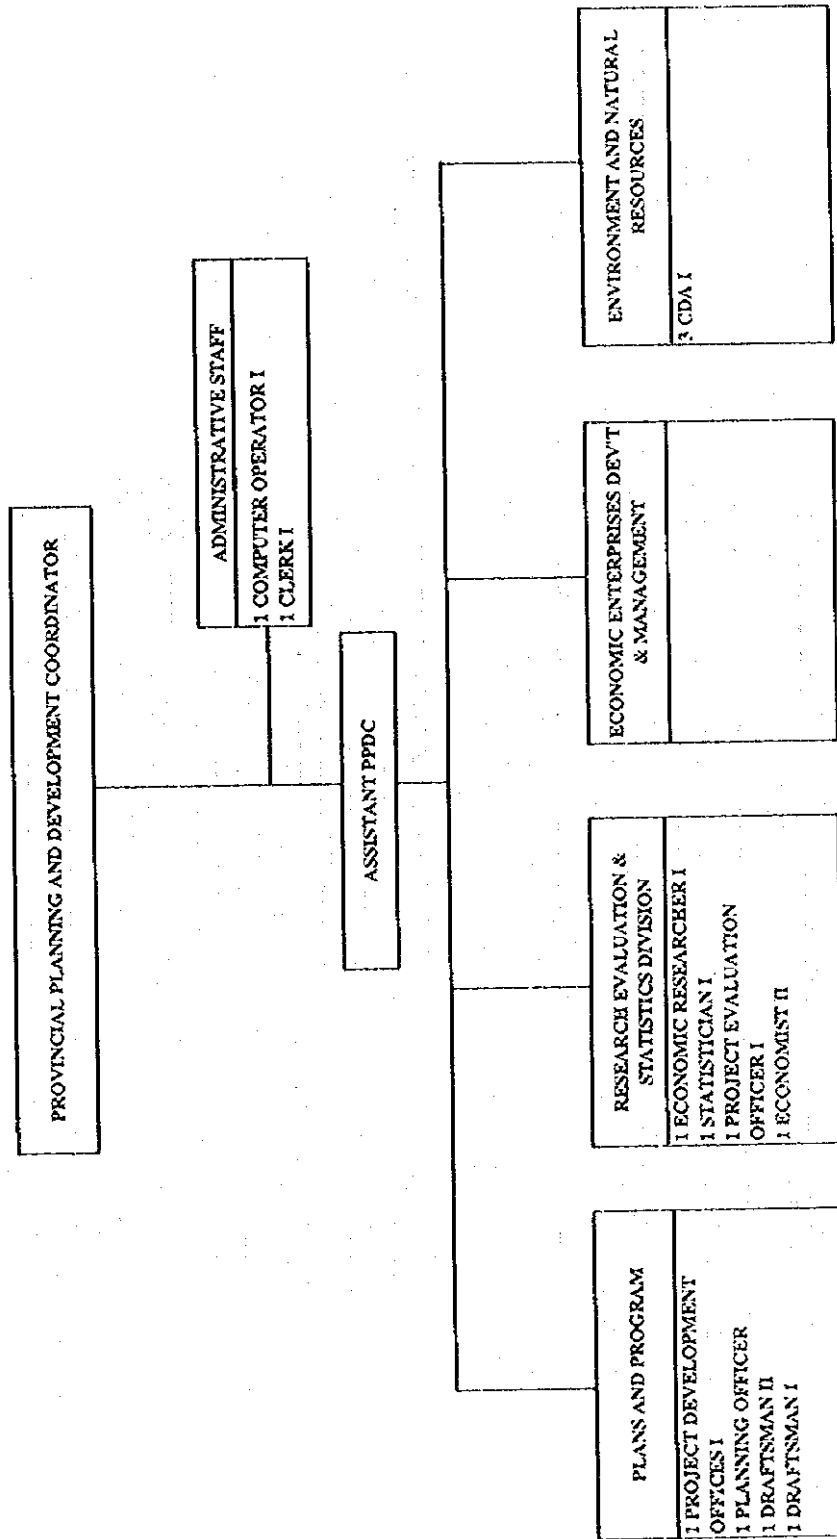 PROVINCIAL PLANNING AND DEVELOPMENT COORDINATOR
ADMINISTRATIVE STAFF
1 COMPUTER OPERATOR I
1 CLERK I
ASSISTANT PPDC
PLANS AND PROGRAM
1 PROJECT DEVELOPMENT
OFFICES I
1 PLANNING OFFICER
1 DRAFTSMAN II
1 DRAFTSMAN I
RESEARCH EVALUATION &
STATISTICS DIVISION
1 ECONOMIC RESEARCHER I
1 STATISTICIAN I
1 PROJECT EVALUATION
OFFICER I
1 ECONOMIST II
ECONOMIC ENTERPRISES DEV'T
& MANAGEMENT
ENVIRONMENT AND NATURAL
RESOURCES
3 CDA I